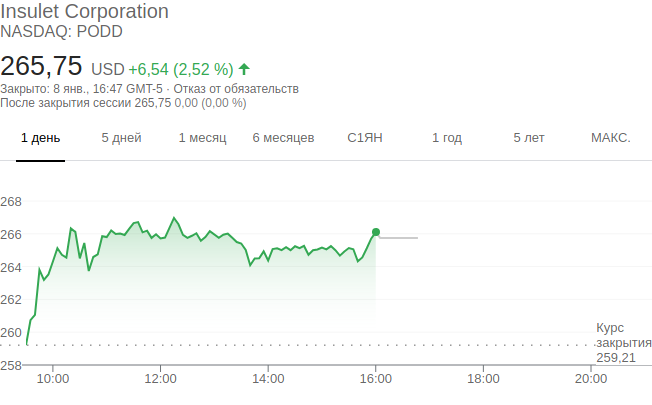 Insulet Corporation
NASDAQ: PODD
265,75 USD +6,54 (2,52 %)
Закрыто: 8 янв., 16:47 GMT-5 · Отказ от обязательств
После закрытия сессии 265,75 0,00 (0,00 %)
1 день 5 дней 1 месяц 6 месяцев С1ЯН 1 год 5 лет МАКС.
268
266
264
262
260
258
Курс
закрытия
259,21
10:00 12:00 14:00 16:00 18:00 20:00